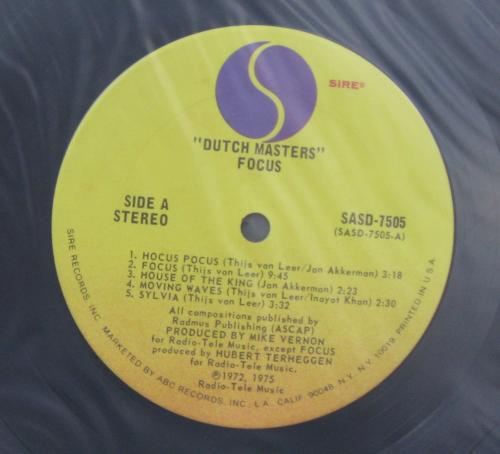 SIRE®
"DUTCH MASTERS"
FOCUS
SIDE A
STEREO
SASD-7505
(SASD-7505-A)
1. HOCUS POCUS (Thijs van Leer/Jan Akkerman) 3:18
2. FOCUS (Thijs van Leer) 9:45
3. HOUSE OF THE KING (Jan Akkerman) 2:23
4. MOVING WAVES (Thijs van Leer/Inayat Khan) 2:30
5. SYLVIA (Thijs van Leer) 3:32
All compositions published by
Radmus Publishing (ASCAP)
PRODUCED BY MIKE VERNON
for Radio-Tele Music, except FOCUS
produced by HUBERT TERHEGGEN
for Radio-Tele Music
℗1972, 1975
Radio-Tele Music
SIRE RECORDS, INC. MARKETED BY ABC RECORDS, INC. L.A., CALIF. 90048, N.Y. N.Y. 10019. PRINTED IN U.S.A.